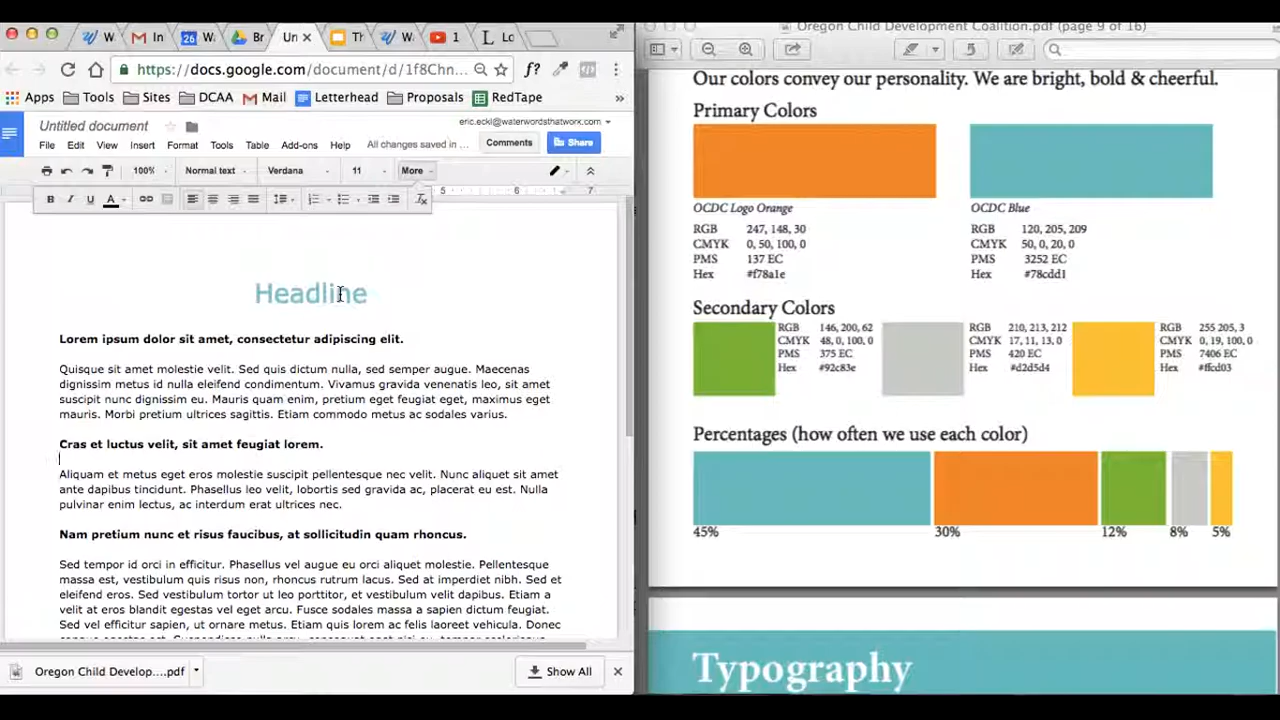 W
In
26
W
Br
Un
Th
W
1
L
Lo
https://docs.google.com/document/d/1f8Chn...
f?
Apps
Tools
Sites
DCAA
Mail
Letterhead
Proposals
RedTape
»
Untitled document
eric.eckl@waterwordsthatwork.com
File Edit View Insert Format Tools Table Add-ons Help
All changes saved in ...
Comments
Share
100%
Normal text
Verdana
11
More
B I U A
5 6 7
Headline
Lorem ipsum dolor sit amet, consectetur adipiscing elit.
Quisque sit amet molestie velit. Sed quis dictum nulla, sed semper augue. Maecenas
dignissim metus id nulla eleifend condimentum. Vivamus gravida venenatis leo, sit amet
suscipit nunc dignissim eu. Mauris quam enim, pretium eget feugiat eget, maximus eget
mauris. Morbi pretium ultrices sagittis. Etiam commodo metus ac sodales varius.
Cras et luctus velit, sit amet feugiat lorem.
Aliquam et metus eget eros molestie suscipit pellentesque nec velit. Nunc aliquet sit amet
ante dapibus tincidunt. Phasellus leo velit, lobortis sed gravida ac, placerat eu est. Nulla
pulvinar enim lectus, ac interdum erat ultrices nec.
Nam pretium nunc et risus faucibus, at sollicitudin quam rhoncus.
Sed tempor id orci in efficitur. Phasellus vel augue eu orci aliquet molestie. Pellentesque
massa est, vestibulum quis risus non, rhoncus rutrum lacus. Sed at imperdiet nibh. Sed et
eleifend eros. Sed vestibulum tortor ut leo porttitor, et vestibulum velit dapibus. Etiam a
velit at eros blandit egestas vel eget arcu. Fusce sodales massa a sapien dictum feugiat.
Sed vel efficitur sapien, ut ornare metus. Etiam quis lorem ac felis laoreet vehicula. Donec
Oregon Child Develop....pdf
Show All
Oregon Child Development Coalition.pdf (page 9 of 16)
Our colors convey our personality. We are bright, bold & cheerful.
Primary Colors
OCDC Logo Orange
RGB 247, 148, 30
CMYK 0, 50, 100, 0
PMS 137 EC
Hex #f78a1e
OCDC Blue
RGB 120, 205, 209
CMYK 50, 0, 20, 0
PMS 3252 EC
Hex #78cdd1
Secondary Colors
RGB 146, 200, 62
CMYK 48, 0, 100, 0
PMS 375 EC
Hex #92c83e
RGB 210, 213, 212
CMYK 17, 11, 13, 0
PMS 420 EC
Hex #d2d5d4
RGB 255 205, 3
CMYK 0, 19, 100, 0
PMS 7406 EC
Hex #ffcd03
Percentages (how often we use each color)
45% 30% 12% 8% 5%
Typography